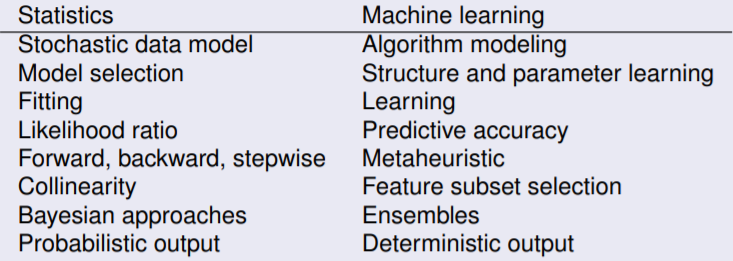 Statistics Machine learning
Stochastic data model Algorithm modeling
Model selection Structure and parameter learning
Fitting Learning
Likelihood ratio Predictive accuracy
Forward, backward, stepwise Metaheuristic
Collinearity Feature subset selection
Bayesian approaches Ensembles
Probabilistic output Deterministic output